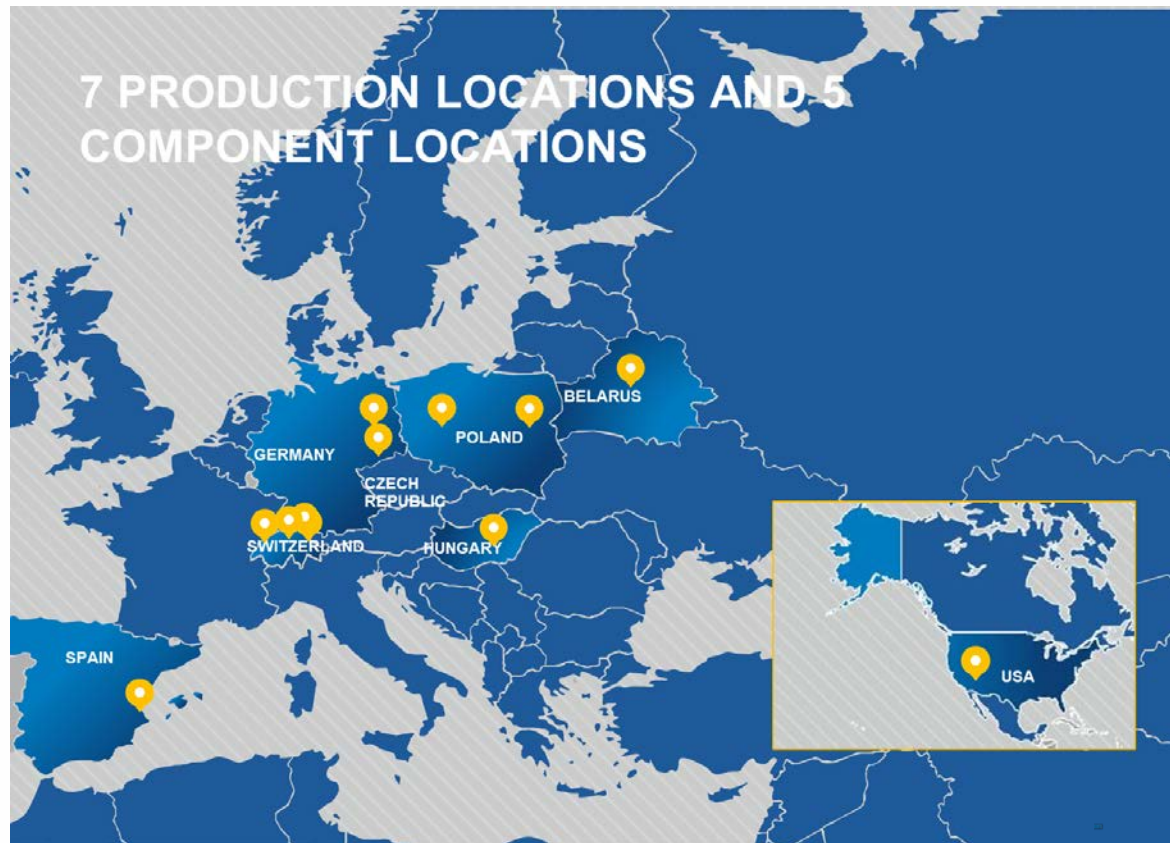 7 PRODUCTION LOCATIONS AND 5
COMPONENT LOCATIONS
BELARUS
POLAND
GERMANY
CZECH
REPUBLIC
SWITZERLAND
HUNGARY
SPAIN
USA